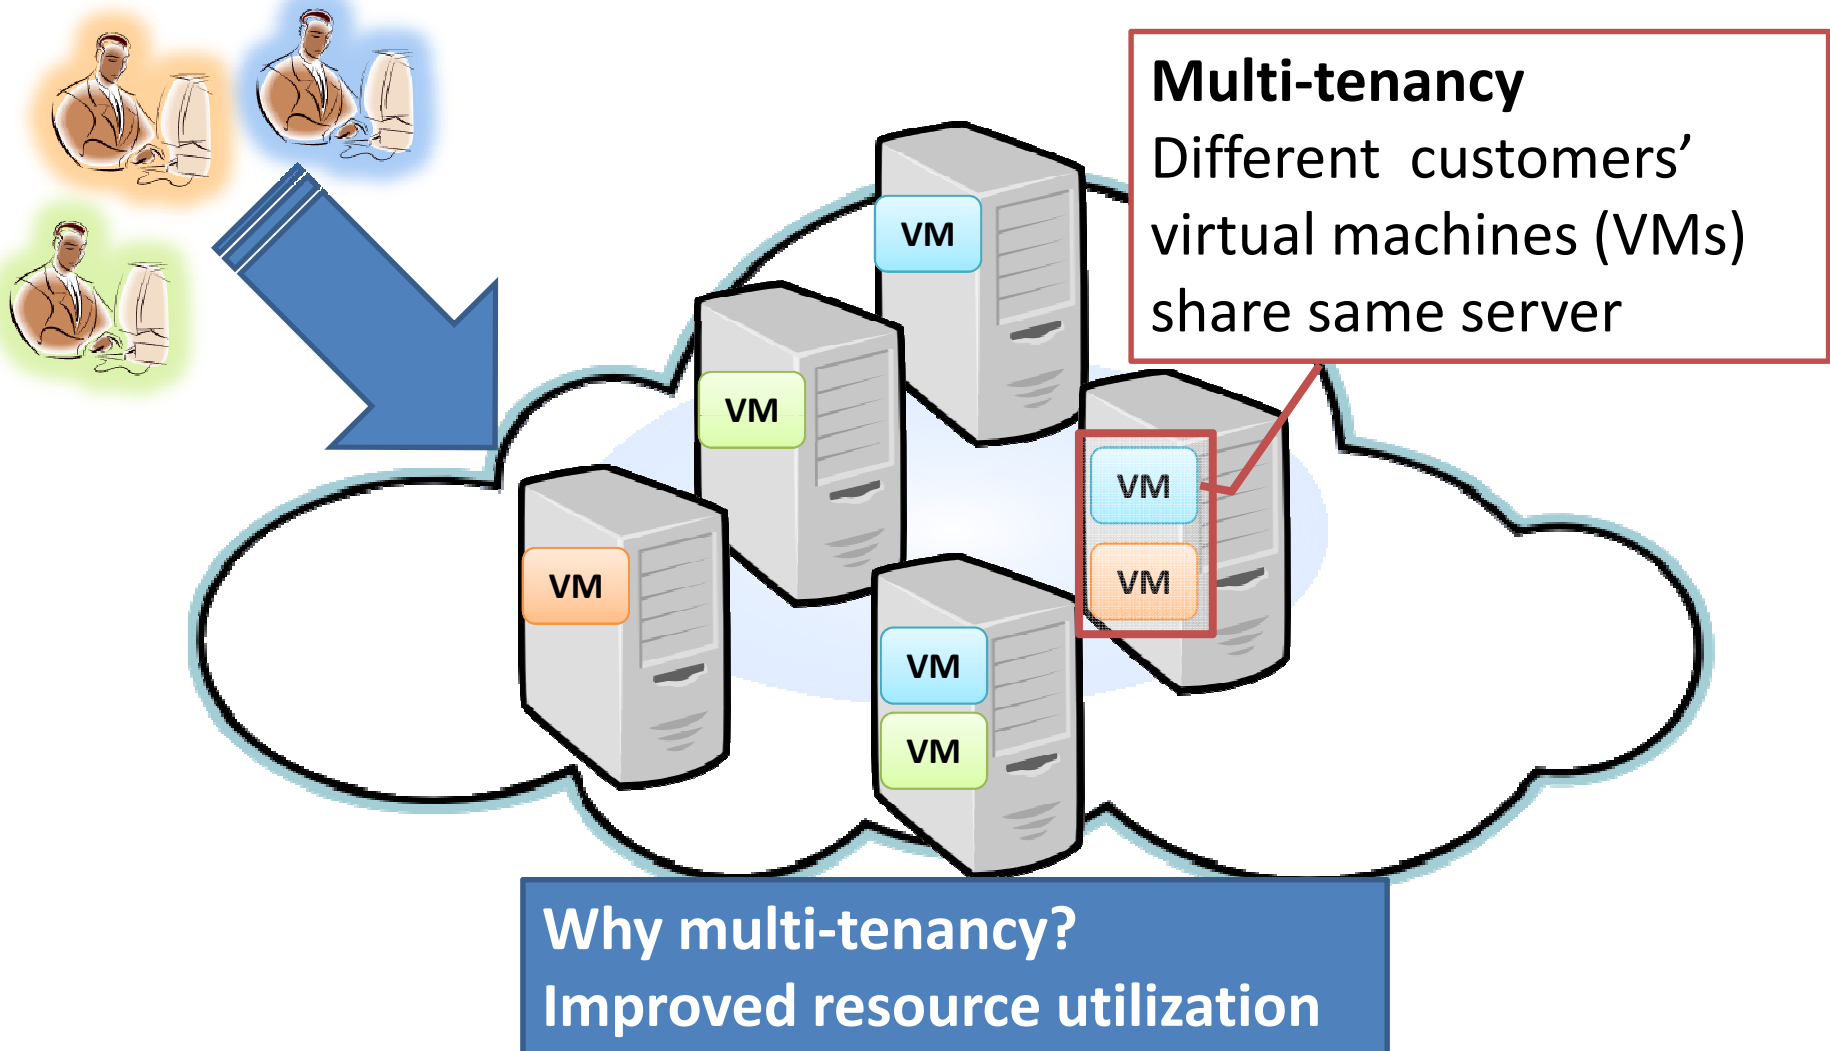 Multi-tenancy
Different customers’
virtual machines (VMs)
share same server
VM
VM
VM
VM
VM
VM
VM
Why multi-tenancy?
Improved resource utilization